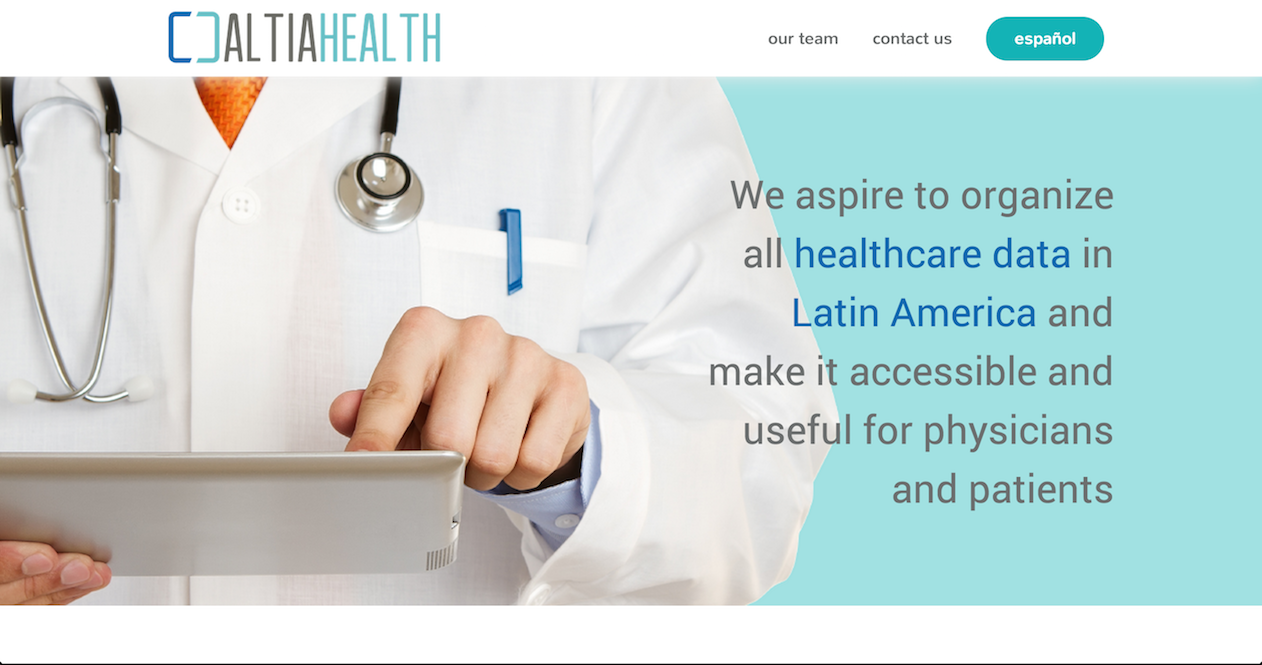 ALTIAHEALTH
our team
contact us
español
We aspire to organize
all healthcare data in
Latin America and
make it accessible and
useful for physicians
and patients